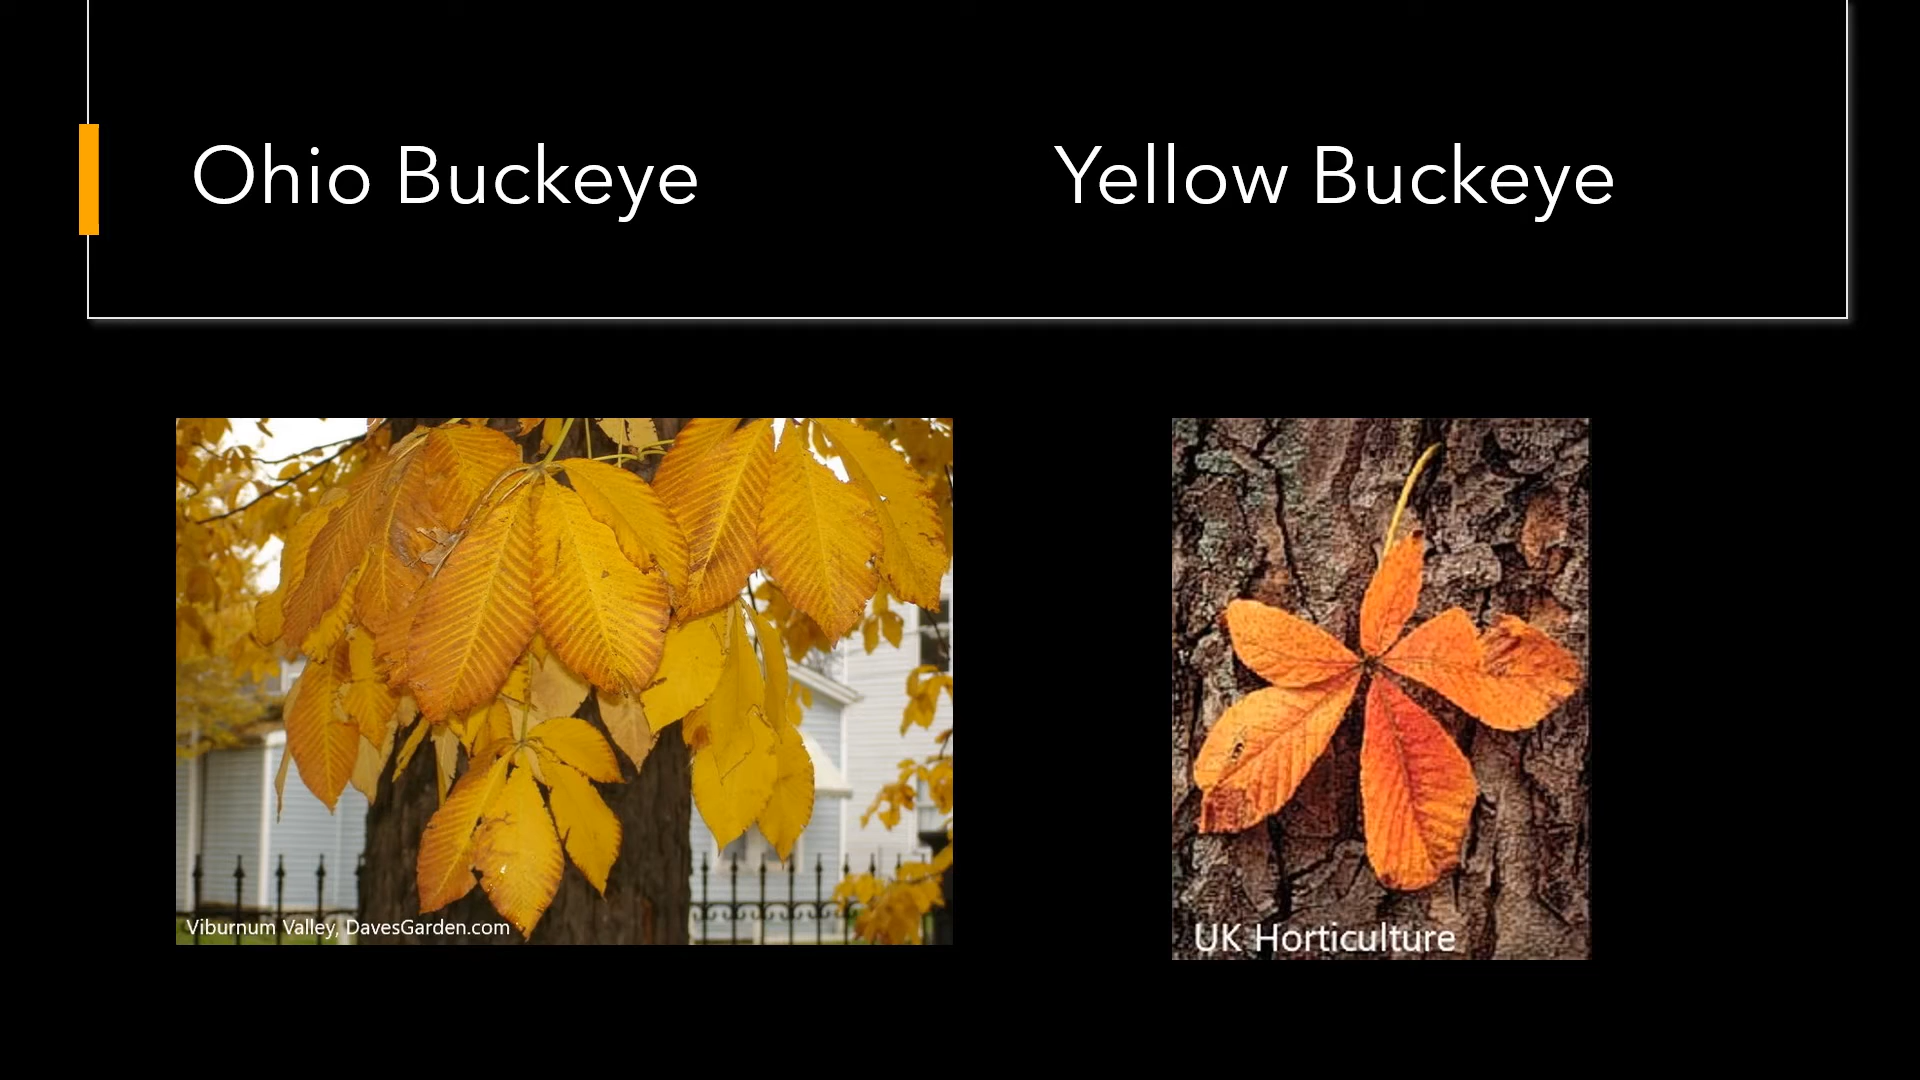 Ohio Buckeye
Yellow Buckeye
Viburnum Valley, DavesGarden.com
UK Horticulture